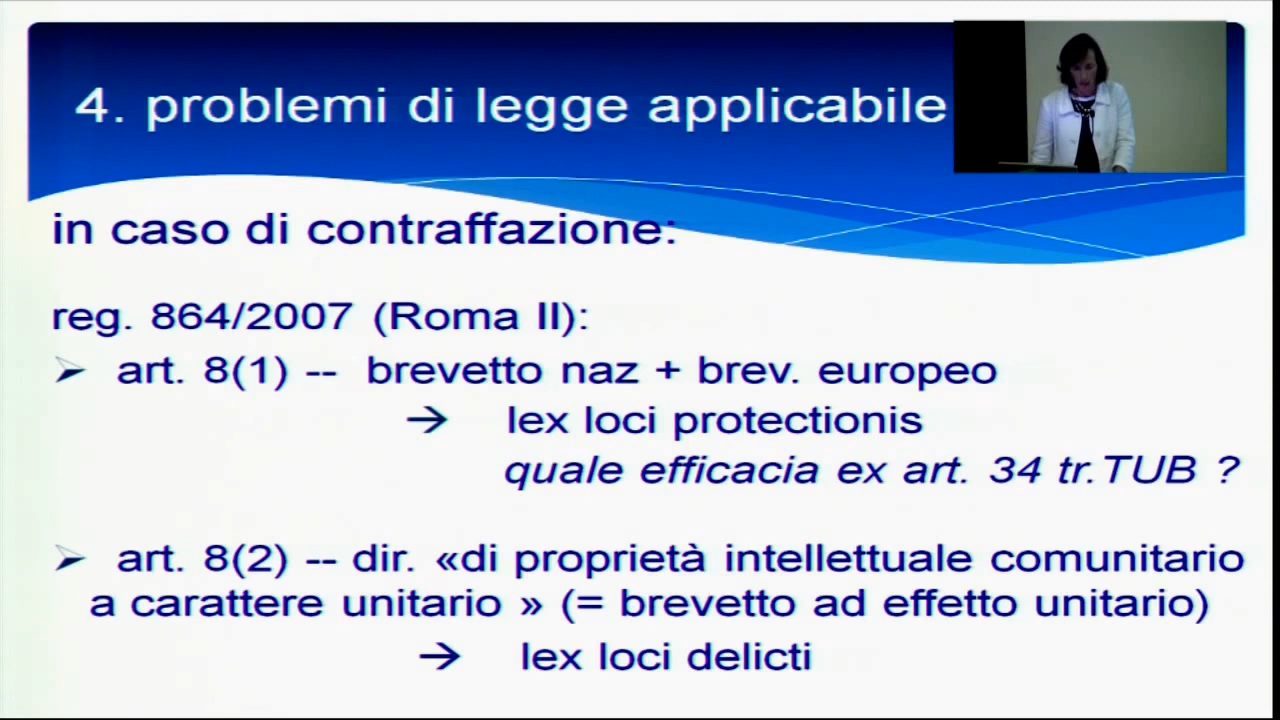 4. problemi di legge applicabile
in caso di contraffazione:
reg. 864/2007 (Roma II):
➢ art. 8(1) -- brevetto naz + brev. europeo
→ lex loci protectionis
quale efficacia ex art. 34 tr.TUB ?
➢ art. 8(2) -- dir. «di proprietà intellettuale comunitario
a carattere unitario » (= brevetto ad effetto unitario)
→ lex loci delicti